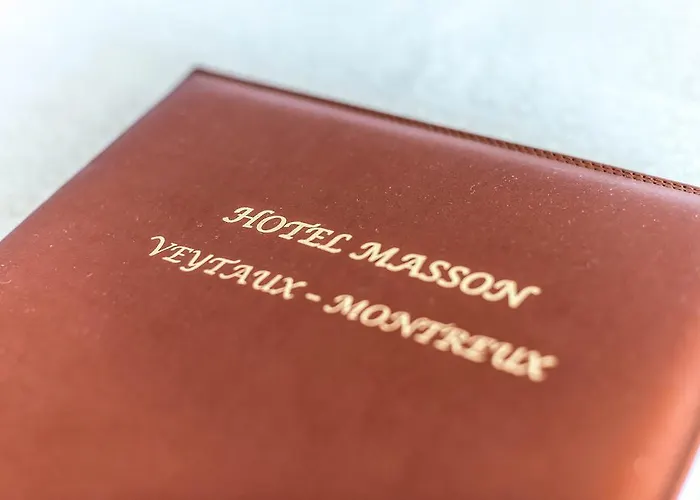 HOTEL MASSON
VEYTAUX - MONTREUX